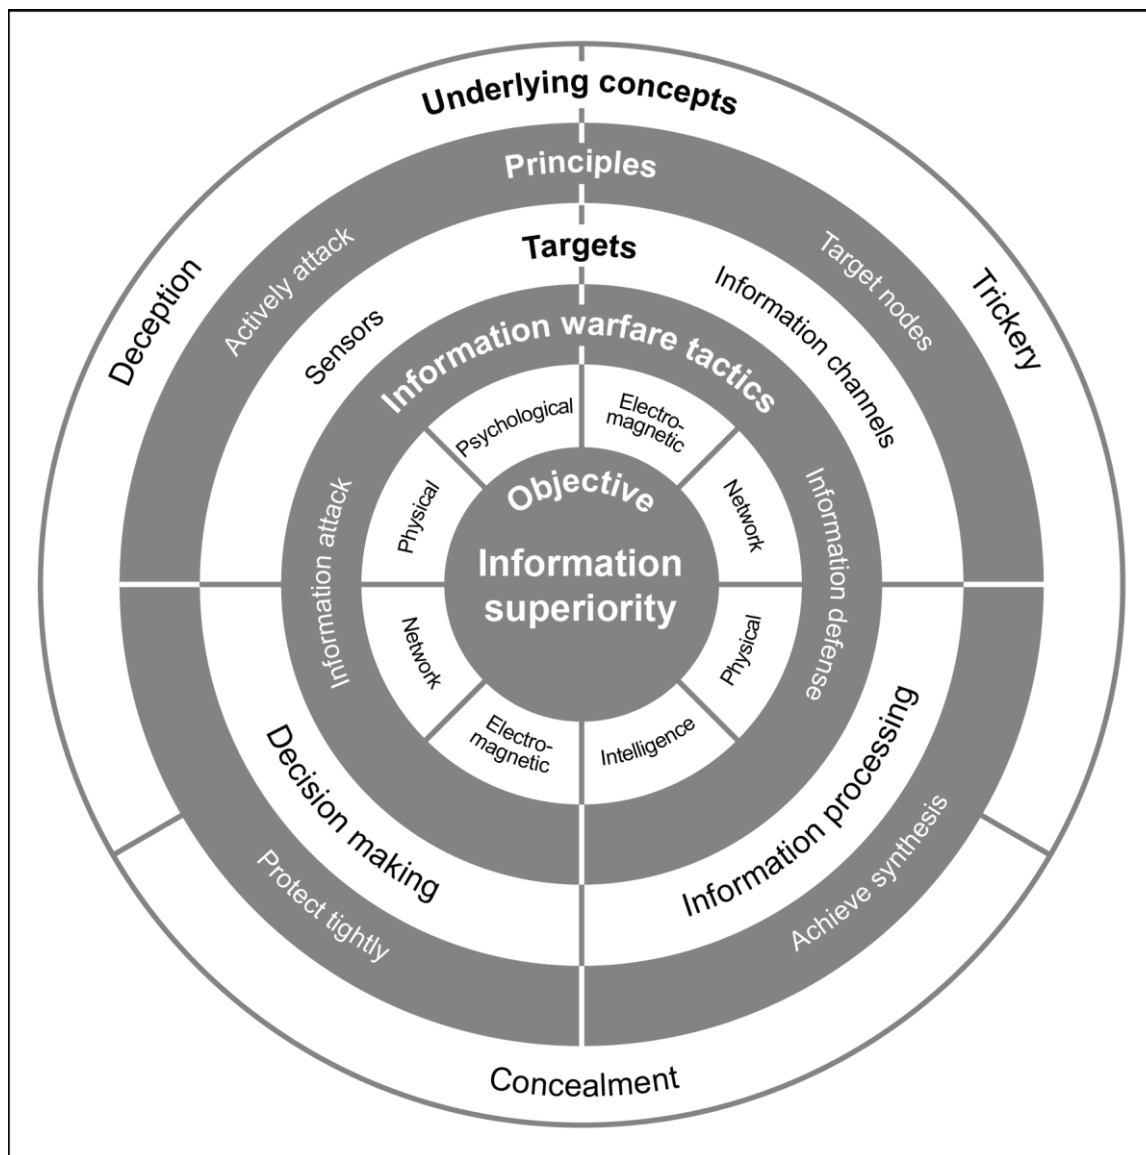 Underlying concepts
Deception
Trickery
Concealment
Principles
Actively attack
Target nodes
Protect tightly
Achieve synthesis
Targets
Sensors
Information channels
Decision making
Information processing
Information warfare tactics
Information attack
Information defense
Psychological
Electro-
magnetic
Physical
Network
Network
Physical
Electro-
magnetic
Intelligence
Objective
Information
superiority